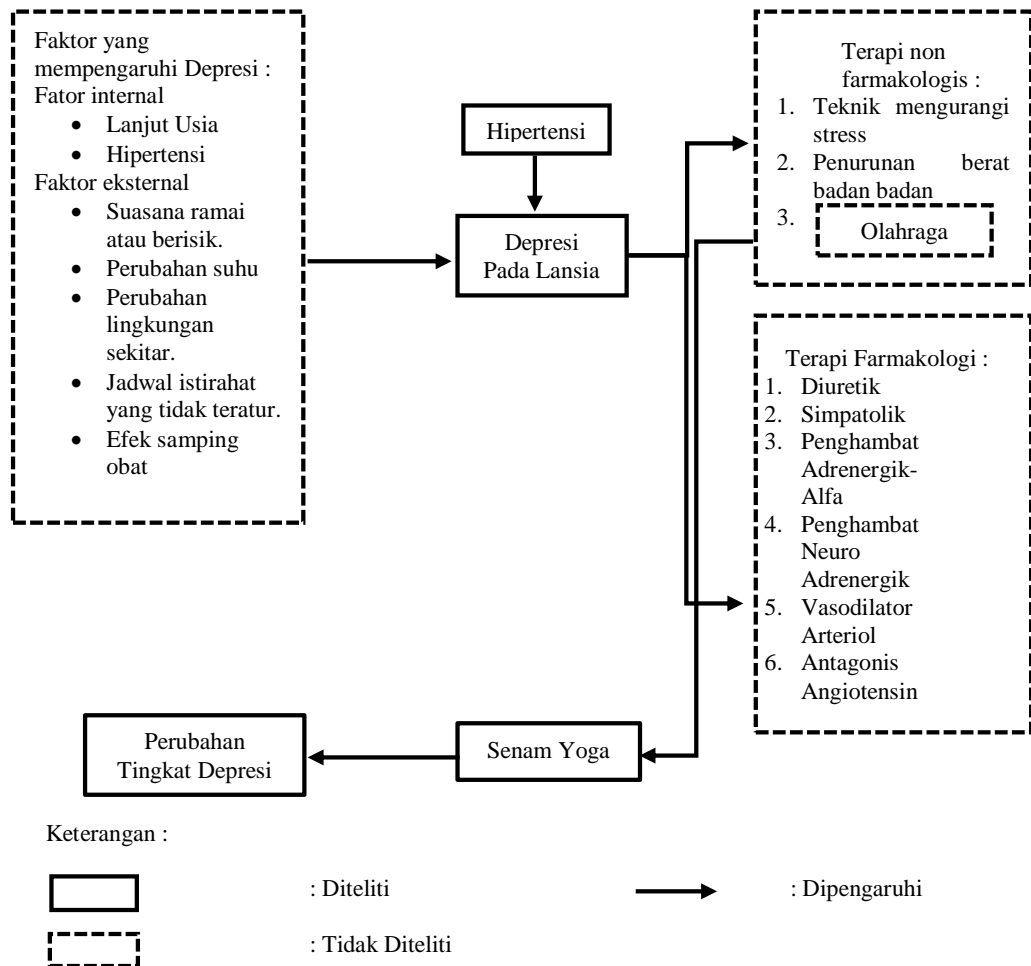 Faktor yang
mempengaruhi Depresi :
Fator internal
• Lanjut Usia
• Hipertensi
Faktor eksternal
• Suasana ramai
atau berisik.
• Perubahan suhu
• Perubahan
lingkungan
sekitar.
• Jadwal istirahat
yang tidak teratur.
• Efek samping
obat
Hipertensi
Depresi
Pada Lansia
Terapi non
farmakologis :
1. Teknik mengurangi
stress
2. Penurunan berat
badan badan
3. Olahraga
Terapi Farmakologi :
1. Diuretik
2. Simpatolik
3. Penghambat
Adrenergik-
Alfa
4. Penghambat
Neuro
Adrenergik
5. Vasodilator
Arteriol
6. Antagonis
Angiotensin
Senam Yoga
Perubahan
Tingkat Depresi
Keterangan :
: Diteliti
: Dipengaruhi
: Tidak Diteliti